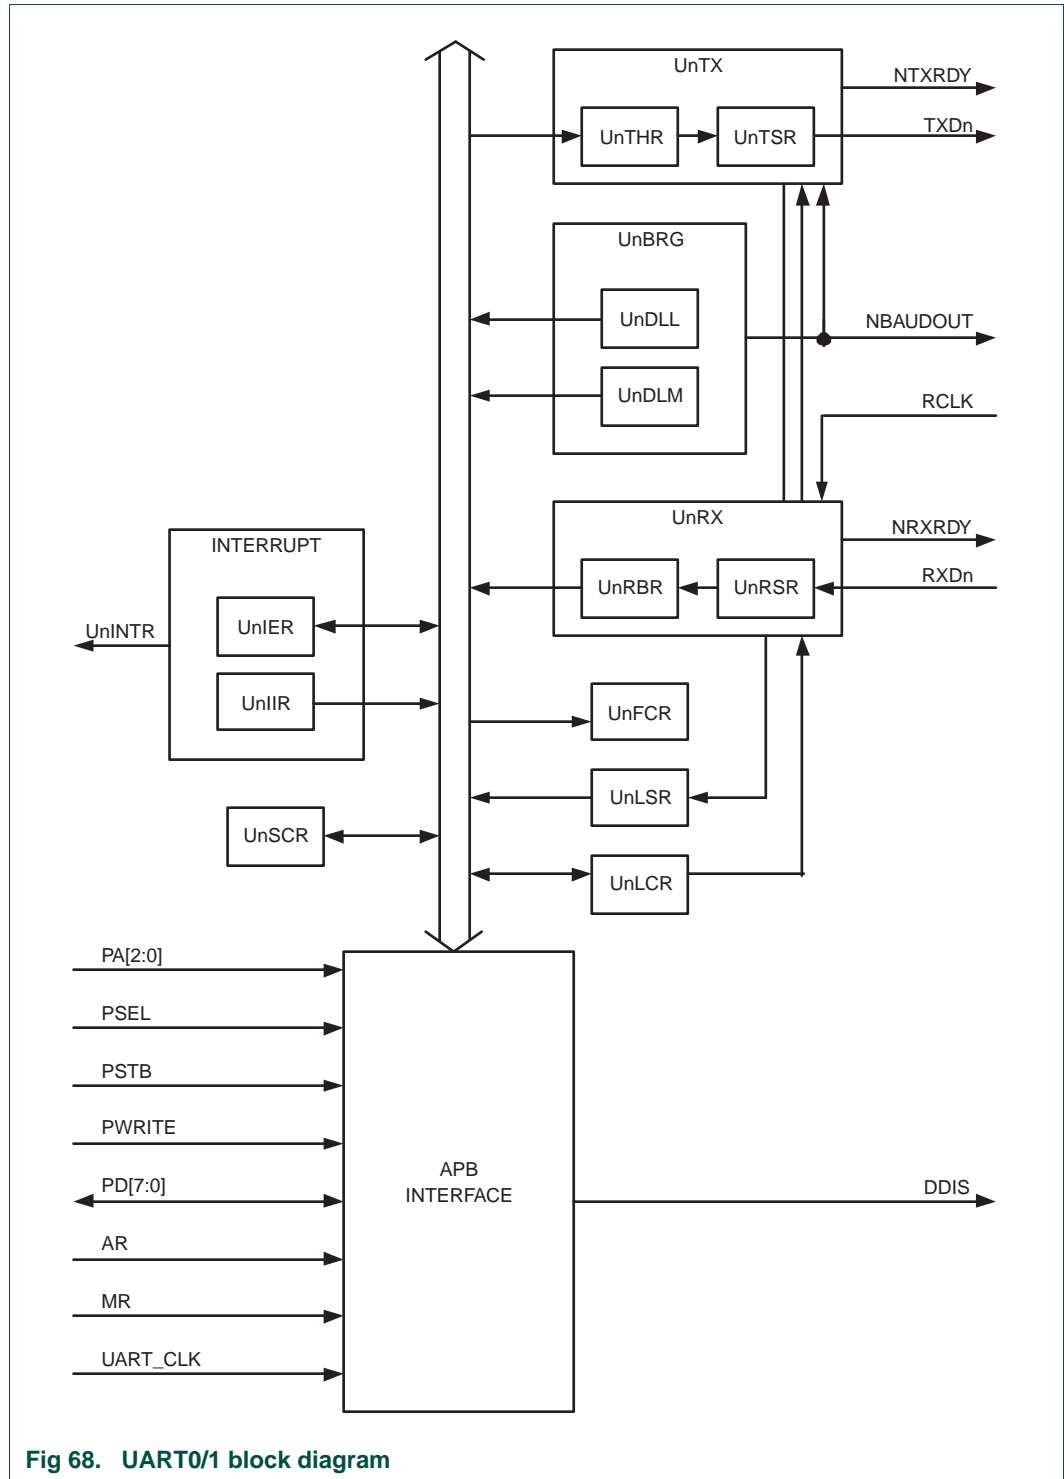 UnTX
NTXRDY
TXDn
UnTHR
UnTSR
UnBRG
UnDLL
NBAUDOUT
UnDLM
RCLK
UnRX
NRXRDY
INTERRUPT
UnRBR
UnRSR
RXDn
UnIER
UnINTR
UnIIR
UnFCR
UnLSR
UnSCR
UnLCR
PA[2:0]
PSEL
PSTB
PWRITE
PD[7:0]
APB
INTERFACE
DDIS
AR
MR
UART_CLK
Fig 68. UART0/1 block diagram